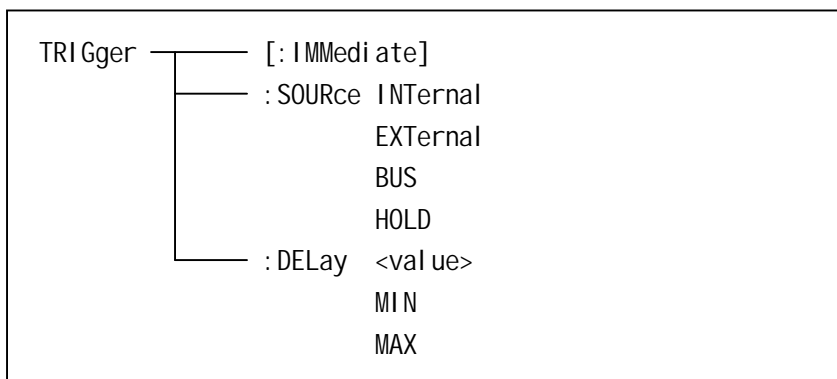 TRIGger [:IMMediate]
:SOURce INTernal
EXTernal
BUS
HOLD
:DELay <value>
MIN
MAX